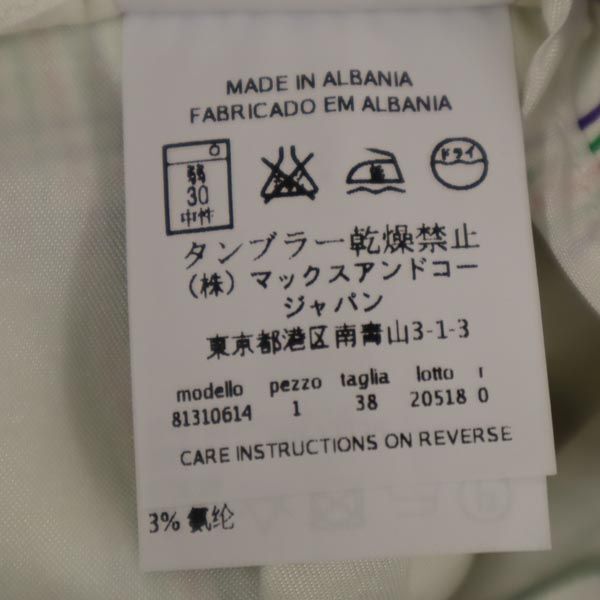 MADE IN ALBANIA
FABRICADO EM ALBANIA
弱
30
中性
ドライ
タンブラー乾燥禁止
(株)マックスアンドコー
ジャパン
東京都港区南青山3-1-3
modello pezzo taglia lotto r
81310614 1 38 20518 0
CARE INSTRUCTIONS ON REVERSE
3% 氨纶